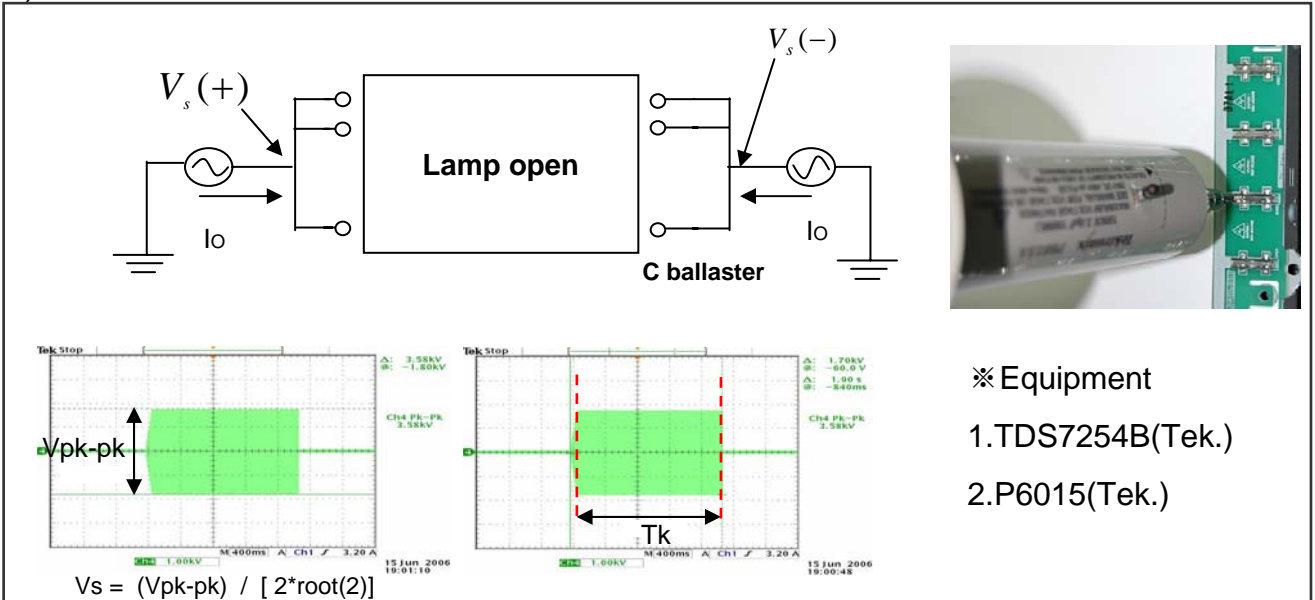 V_s(+)
V_s(−)
Lamp open
Io
Io
C ballaster
Tek Stop
Δ: 3.58kV
@: −1.80kV
Ch4 Pk−Pk
3.58kV
Vpk-pk
M 400ms A Ch1 ∫ 3.20 A
Ch4 1.00kV
15 Jun 2006
19:01:10
Tek Stop
Δ: 1.70kV
@: −60.0 V
Δ: 1.90 s
@: −840ms
Ch4 Pk−Pk
3.58kV
Tk
M 400ms A Ch1 ∫ 3.20 A
Ch4 1.00kV
15 Jun 2006
19:00:48
Vs = (Vpk-pk) / [ 2*root(2)]
※Equipment
1.TDS7254B(Tek.)
2.P6015(Tek.)